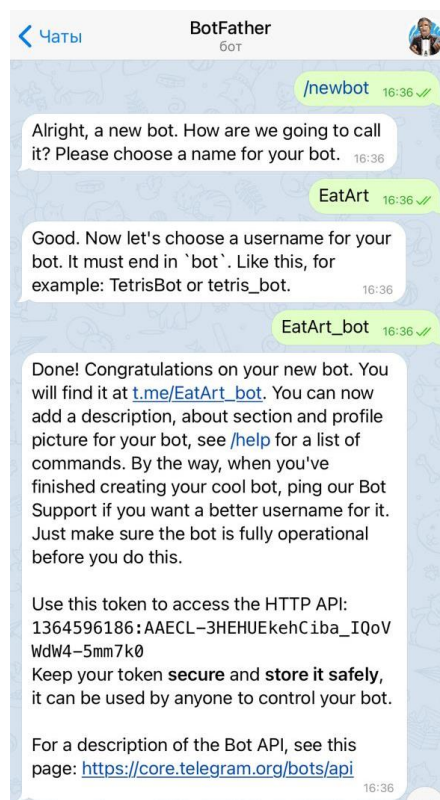 Чаты
BotFather
бот
/newbot 16:36
Alright, a new bot. How are we going to call
it? Please choose a name for your bot. 16:36
EatArt 16:36
Good. Now let's choose a username for your
bot. It must end in `bot`. Like this, for
example: TetrisBot or tetris_bot. 16:36
EatArt_bot 16:36
Done! Congratulations on your new bot. You
will find it at t.me/EatArt_bot. You can now
add a description, about section and profile
picture for your bot, see /help for a list of
commands. By the way, when you've
finished creating your cool bot, ping our Bot
Support if you want a better username for it.
Just make sure the bot is fully operational
before you do this.
Use this token to access the HTTP API:
1364596186:AAECL-3HEHUEkehCiba_IQoV
WdW4-5mm7k0
Keep your token secure and store it safely,
it can be used by anyone to control your bot.
For a description of the Bot API, see this
page: https://core.telegram.org/bots/api
16:36